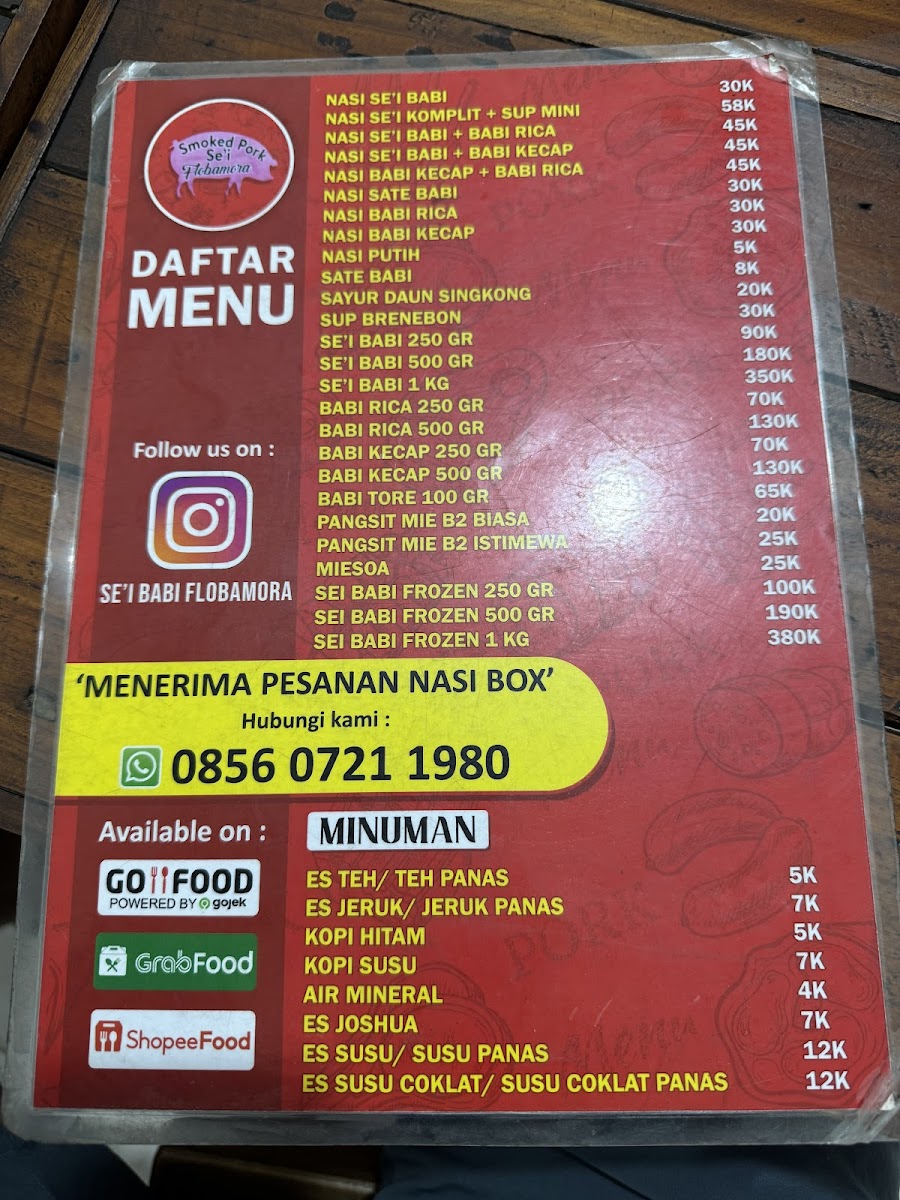 Smoked Pork
Se'i
Flobamora
DAFTAR
MENU
NASI SE'I BABI 30K
NASI SE'I KOMPLIT + SUP MINI 58K
NASI SE'I BABI + BABI RICA 45K
NASI SE'I BABI + BABI KECAP 45K
NASI BABI KECAP + BABI RICA 45K
NASI SATE BABI 30K
NASI BABI RICA 30K
NASI BABI KECAP 30K
NASI PUTIH 5K
SATE BABI 8K
SAYUR DAUN SINGKONG 20K
SUP BRENEBON 30K
SE'I BABI 250 GR 90K
SE'I BABI 500 GR 180K
SE'I BABI 1 KG 350K
BABI RICA 250 GR 70K
BABI RICA 500 GR 130K
BABI KECAP 250 GR 70K
BABI KECAP 500 GR 130K
BABI TORE 100 GR 65K
PANGSIT MIE B2 BIASA 20K
PANGSIT MIE B2 ISTIMEWA 25K
MIESOA 25K
SEI BABI FROZEN 250 GR 100K
SEI BABI FROZEN 500 GR 190K
SEI BABI FROZEN 1 KG 380K
Follow us on :
SE'I BABI FLOBAMORA
'MENERIMA PESANAN NASI BOX'
Hubungi kami :
0856 0721 1980
Available on :
GO FOOD
POWERED BY gojek
GrabFood
ShopeeFood
MINUMAN
ES TEH/ TEH PANAS 5K
ES JERUK/ JERUK PANAS 7K
KOPI HITAM 5K
KOPI SUSU 7K
AIR MINERAL 4K
ES JOSHUA 7K
ES SUSU/ SUSU PANAS 12K
ES SUSU COKLAT/ SUSU COKLAT PANAS 12K